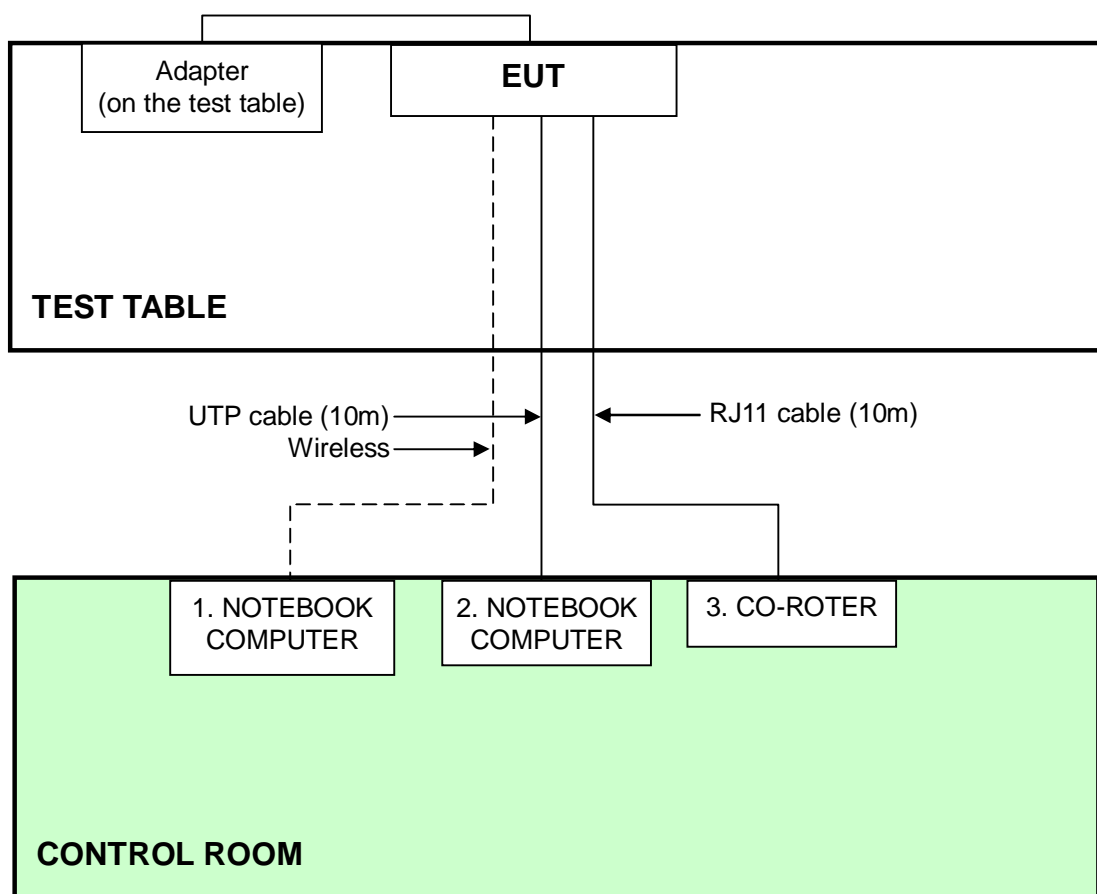 Adapter
(on the test table)
EUT
TEST TABLE
UTP cable (10m)
Wireless
RJ11 cable (10m)
1. NOTEBOOK
COMPUTER
2. NOTEBOOK
COMPUTER
3. CO-ROTER
CONTROL ROOM